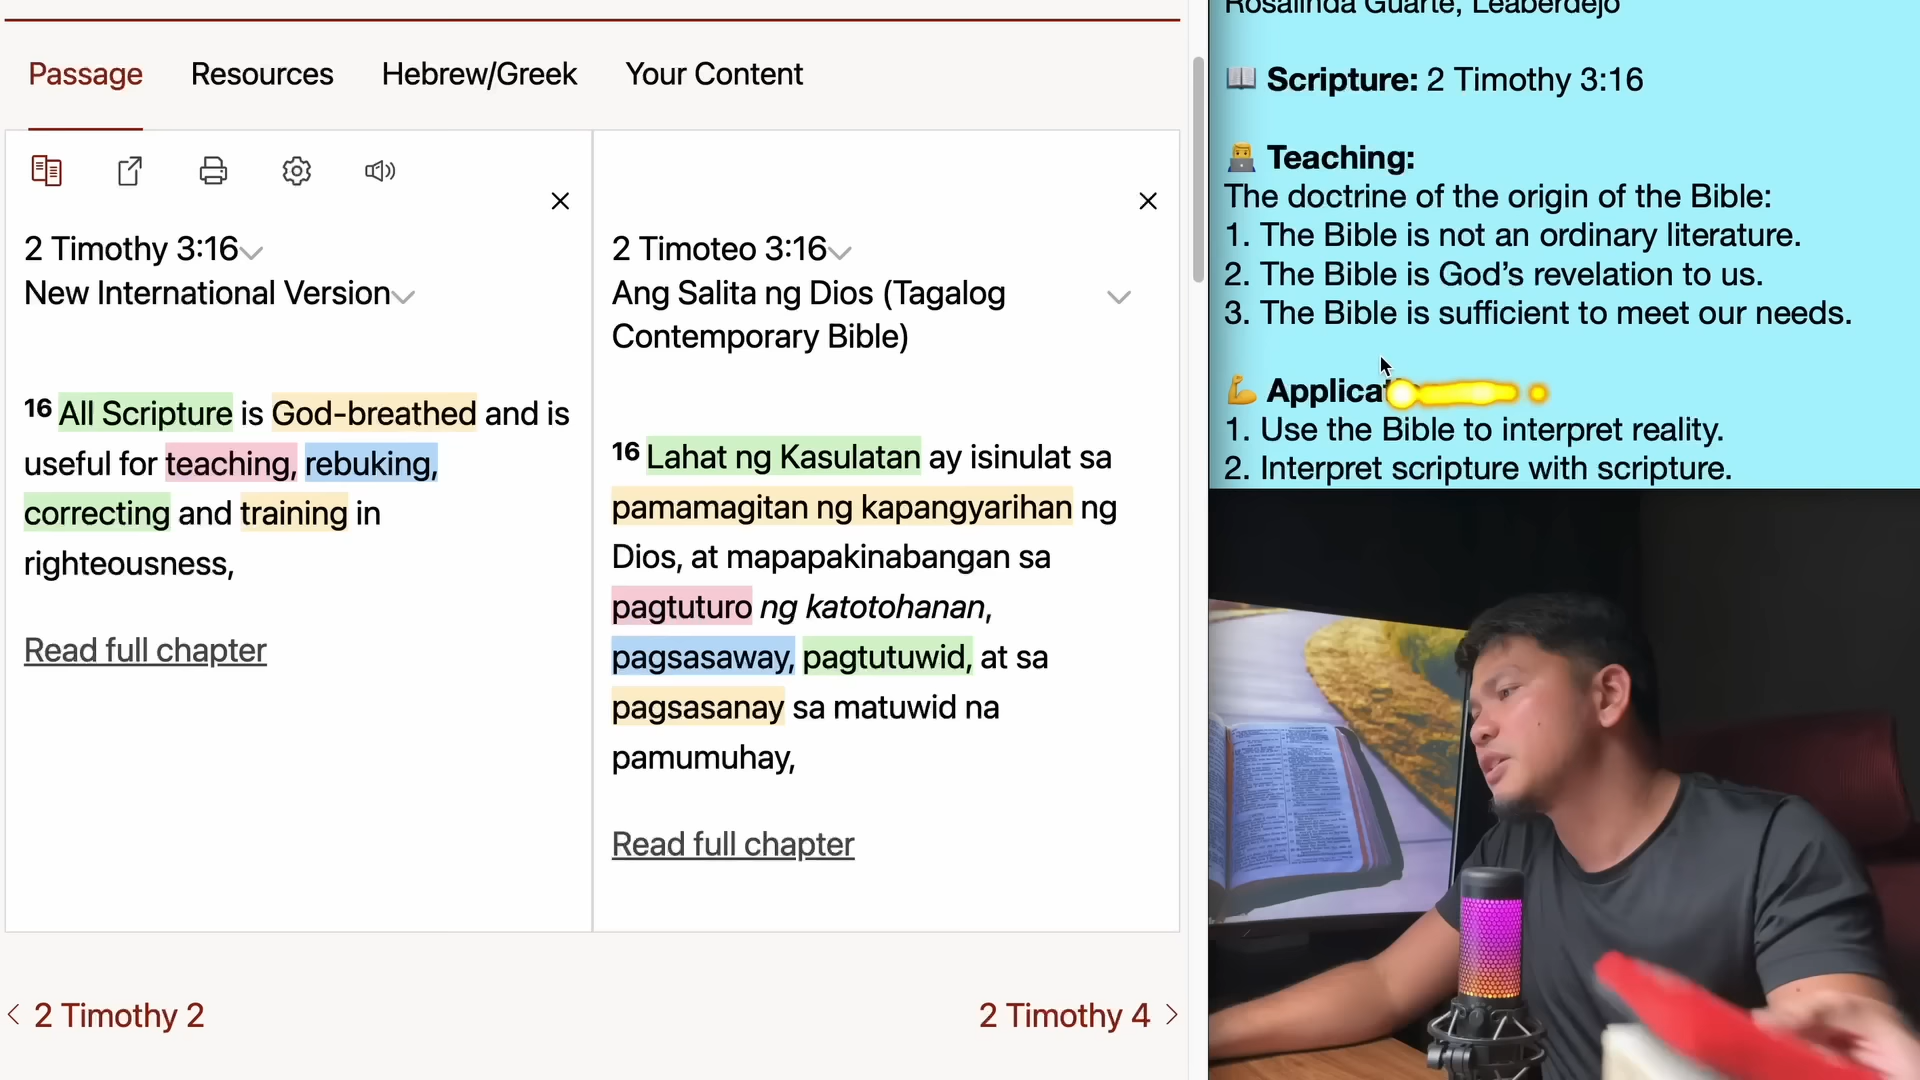 Passage
Resources
Hebrew/Greek
Your Content
2 Timothy 3:16
New International Version
16 All Scripture is God-breathed and is
useful for teaching, rebuking,
correcting and training in
righteousness,
Read full chapter
2 Timoteo 3:16
Ang Salita ng Dios (Tagalog
Contemporary Bible)
16 Lahat ng Kasulatan ay isinulat sa
pamamagitan ng kapangyarihan ng
Dios, at mapapakinabangan sa
pagtuturo ng katotohanan,
pagsasaway, pagtutuwid, at sa
pagsasanay sa matuwid na
pamumuhay,
Read full chapter
2 Timothy 2
2 Timothy 4
Rosalinda Guarte, Leaberdejo
Scripture: 2 Timothy 3:16
Teaching:
The doctrine of the origin of the Bible:
1. The Bible is not an ordinary literature.
2. The Bible is God’s revelation to us.
3. The Bible is sufficient to meet our needs.
Applicat
1. Use the Bible to interpret reality.
2. Interpret scripture with scripture.